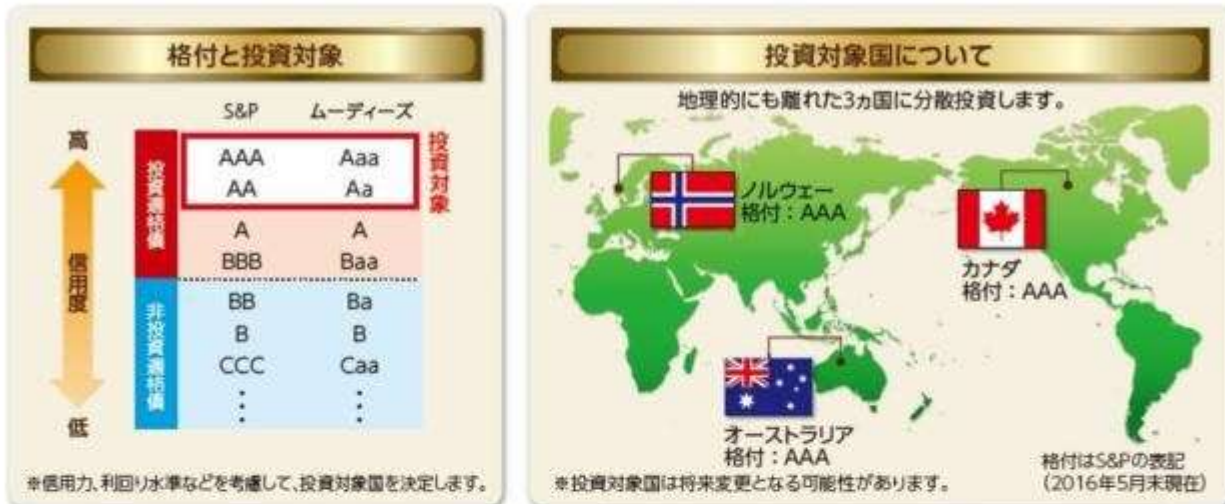 格付と投資対象
S&P ムーディーズ
高
信用度
低
投資適格債
非投資適格債
投資対象
AAA Aaa
AA Aa
A A
BBB Baa
BB Ba
B B
CCC Caa
※信用力、利回り水準などを考慮して、投資対象国を決定します。
投資対象国について
地理的にも離れた3ヵ国に分散投資します。
ノルウェー
格付：AAA
カナダ
格付：AAA
オーストラリア
格付：AAA
格付はS&Pの表記
（2016年5月末現在）
※投資対象国は将来変更となる可能性があります。